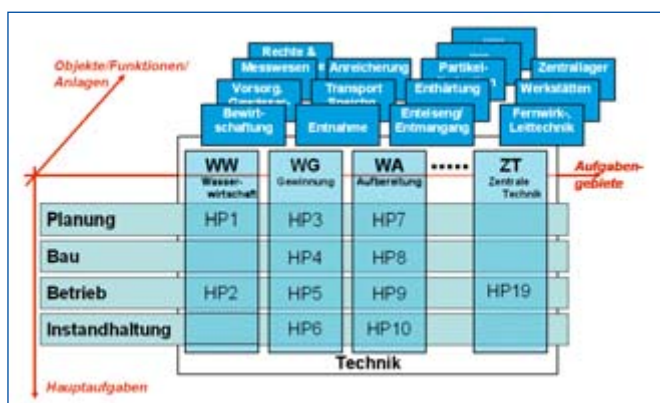 Objekte/Funktionen/
Anlagen
Rechte &
Messwesen
Vorsorg.
Bewirt-
schaftung
Anreicherung
Transport
Entnahme
......
......
Partikel-
Enthärtung
Enteiseng/
Entmangang
Zentrallager
Werkstätten
Fernwirk-,
Leittechnik
WW
Wasser-
wirtschaft
WG
Gewinnung
WA
Aufbereitung
.....
ZT
Zentrale
Technik
Aufgaben-
gebiete
Planung HP1 HP3 HP7
Bau HP4 HP8
Betrieb HP2 HP5 HP9 HP19
Instandhaltung HP6 HP10
Technik
Hauptaufgaben